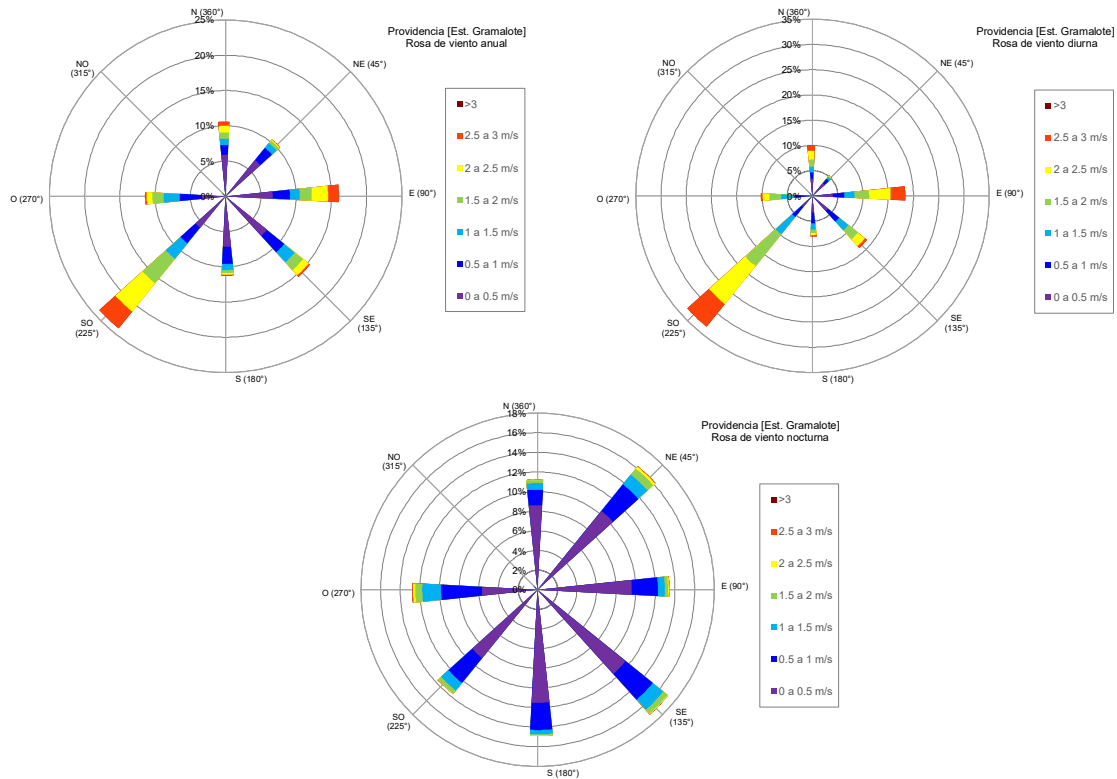 N (360°)
25%
20%
15%
10%
5%
0%
NO
(315°)
NE (45°)
O (270°)
E (90°)
SO
(225°)
SE
(135°)
S (180°)
Providencia [Est. Gramalote]
Rosa de viento anual
>3
2.5 a 3 m/s
2 a 2.5 m/s
1.5 a 2 m/s
1 a 1.5 m/s
0.5 a 1 m/s
0 a 0.5 m/s
N (360°)
35%
30%
25%
20%
15%
10%
5%
0%
NO
(315°)
NE (45°)
O (270°)
E (90°)
SO
(225°)
SE
(135°)
S (180°)
Providencia [Est. Gramalote]
Rosa de viento diurna
>3
2.5 a 3 m/s
2 a 2.5 m/s
1.5 a 2 m/s
1 a 1.5 m/s
0.5 a 1 m/s
0 a 0.5 m/s
N (360°)
18%
16%
14%
12%
10%
8%
6%
4%
2%
0%
NO
(315°)
NE (45°)
O (270°)
E (90°)
SO
(225°)
SE
(135°)
S (180°)
Providencia [Est. Gramalote]
Rosa de viento nocturna
>3
2.5 a 3 m/s
2 a 2.5 m/s
1.5 a 2 m/s
1 a 1.5 m/s
0.5 a 1 m/s
0 a 0.5 m/s